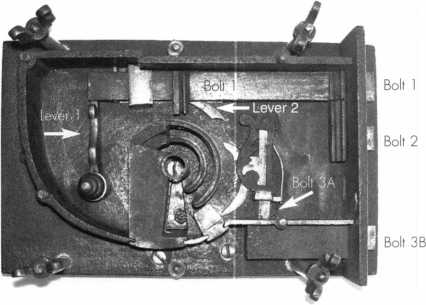 Bolt 1
Bolt 1
Lever 1
Lever 2
Bolt 2
Bolt 3A
Bolt 3B